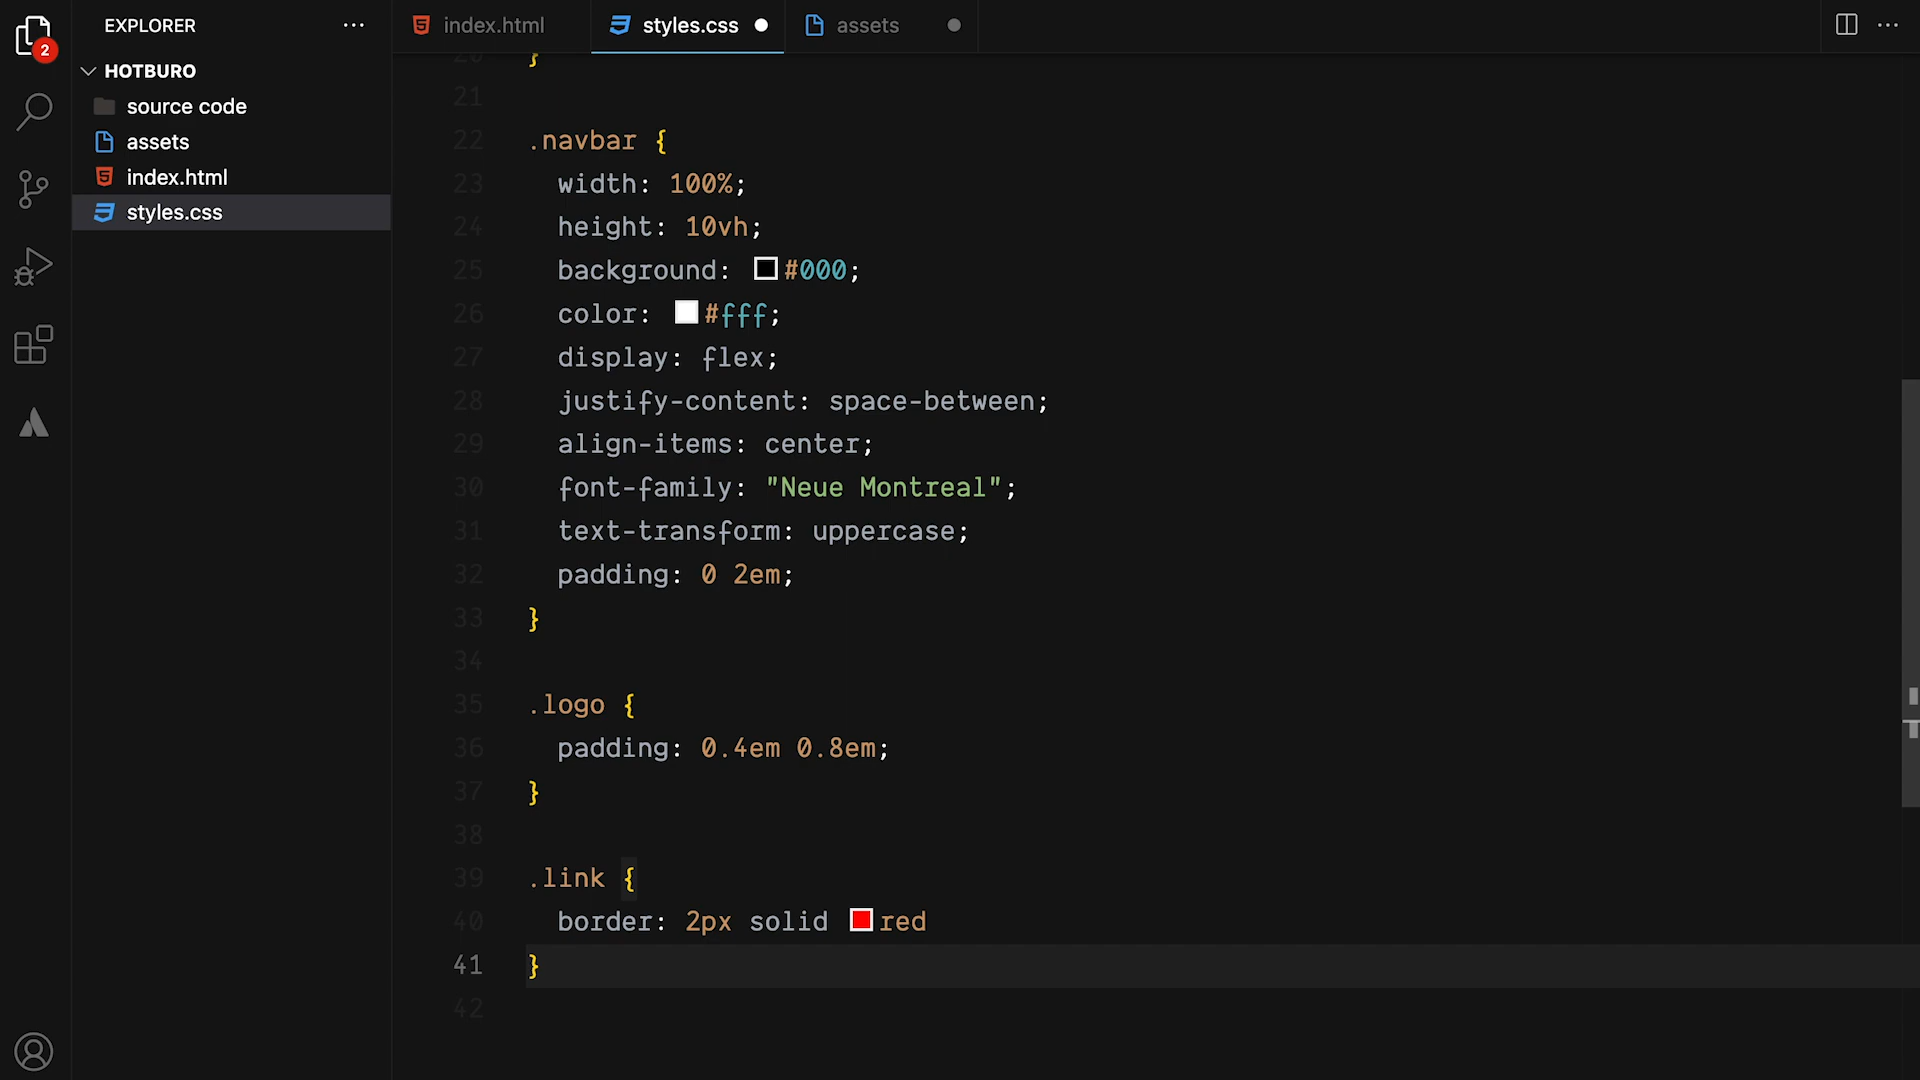 EXPLORER
index.html
styles.css
assets
2
HOTBURO
source code
assets
index.html
styles.css
20 }
21
22 .navbar {
23 width: 100%;
24 height: 10vh;
25 background: #000;
26 color: #fff;
27 display: flex;
28 justify-content: space-between;
29 align-items: center;
30 font-family: "Neue Montreal";
31 text-transform: uppercase;
32 padding: 0 2em;
33 }
34
35 .logo {
36 padding: 0.4em 0.8em;
37 }
38
39 .link {
40 border: 2px solid red
41 }
42